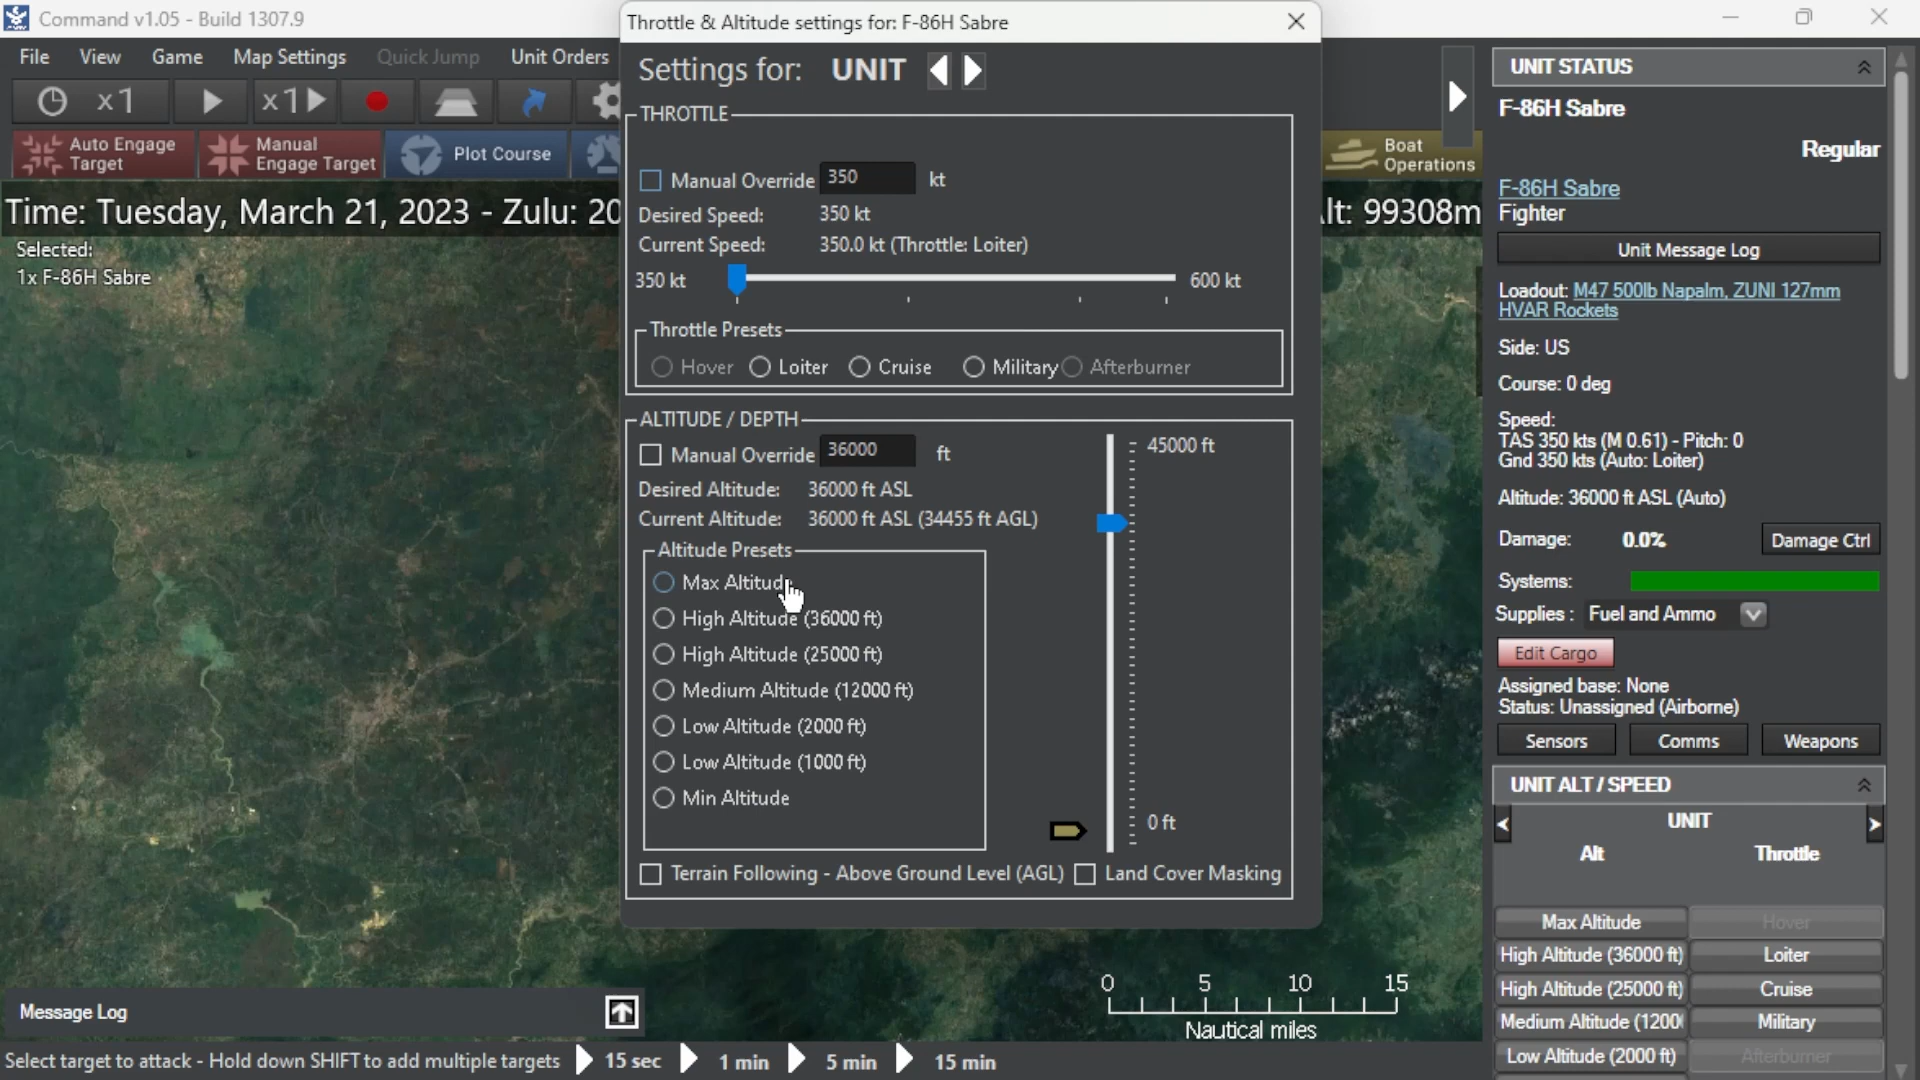 Command v1.05 - Build 1307.9
File View Game Map Settings Quick Jump Unit Orders
x1 x1
Auto Engage Target
Manual Engage Target
Plot Course
Boat Operations
Time: Tuesday, March 21, 2023 - Zulu: 20
lt: 99308m
Selected:
1x F-86H Sabre
Throttle & Altitude settings for: F-86H Sabre
Settings for: UNIT
THROTTLE
Manual Override 350 kt
Desired Speed: 350 kt
Current Speed: 350.0 kt (Throttle: Loiter)
350 kt 600 kt
Throttle Presets
Hover Loiter Cruise Military Afterburner
ALTITUDE / DEPTH
Manual Override 36000 ft
Desired Altitude: 36000 ft ASL
Current Altitude: 36000 ft ASL (34455 ft AGL)
45000 ft
Altitude Presets
Max Altitude
High Altitude (36000 ft)
High Altitude (25000 ft)
Medium Altitude (12000 ft)
Low Altitude (2000 ft)
Low Altitude (1000 ft)
Min Altitude
0 ft
Terrain Following - Above Ground Level (AGL) Land Cover Masking
UNIT STATUS
F-86H Sabre
Regular
F-86H Sabre
Fighter
Unit Message Log
Loadout: M47 500lb Napalm, ZUNI 127mm
HVAR Rockets
Side: US
Course: 0 deg
Speed:
TAS 350 kts (M 0.61) - Pitch: 0
Gnd 350 kts (Auto: Loiter)
Altitude: 36000 ft ASL (Auto)
Damage: 0.0% Damage Ctrl
Systems:
Supplies : Fuel and Ammo
Edit Cargo
Assigned base: None
Status: Unassigned (Airborne)
Sensors Comms Weapons
UNIT ALT / SPEED
UNIT
Alt Throttle
Max Altitude Hover
High Altitude (36000 ft) Loiter
High Altitude (25000 ft) Cruise
Medium Altitude (1200 Military
Low Altitude (2000 ft) Afterburner
0 5 10 15
Nautical miles
Message Log
Select target to attack - Hold down SHIFT to add multiple targets 15 sec 1 min 5 min 15 min